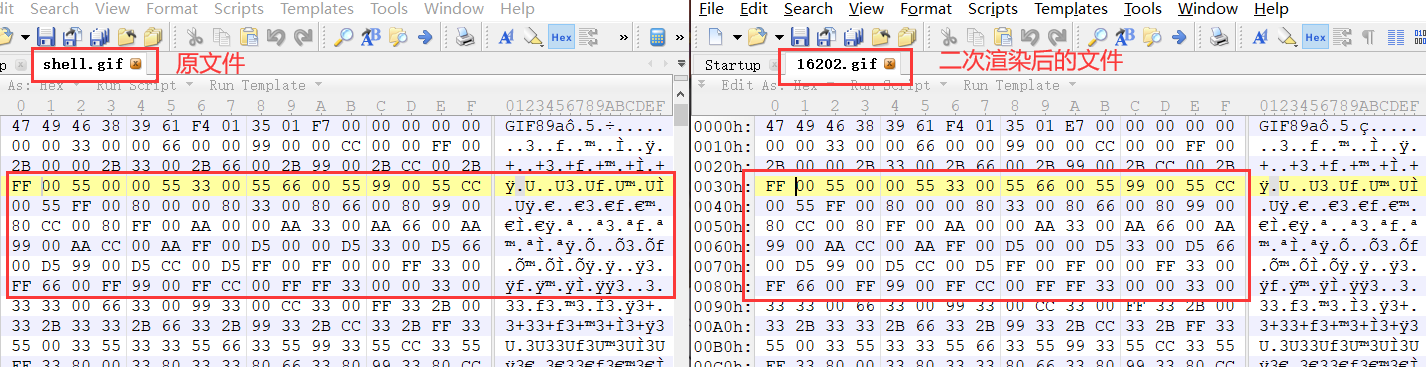 dit Search View Format Scripts Templates Tools Window Help
Hex
»
»
p shell.gif 原文件
As: Hex Run Script Run Template
0 1 2 3 4 5 6 7 8 9 A B C D E F 0123456789ABCDEF
47 49 46 38 39 61 F4 01 35 01 F7 00 00 00 00 00 GIF89aô.5.÷.....
00 00 33 00 00 66 00 00 99 00 00 CC 00 00 FF 00 ..3..f..™..Ì..ÿ.
2B 00 00 2B 33 00 2B 66 00 2B 99 00 2B CC 00 2B +..+3.+f.+™.+Ì.+
FF 00 55 00 00 55 33 00 55 66 00 55 99 00 55 CC ÿ.U..U3.Uf.U™.UÌ
00 55 FF 00 80 00 00 80 33 00 80 66 00 80 99 00 .Uÿ.€..€3.€f.€™.
80 CC 00 80 FF 00 AA 00 00 AA 33 00 AA 66 00 AA €Ì.€ÿ.ª..ª3.ªf.ª
99 00 AA CC 00 AA FF 00 D5 00 00 D5 33 00 D5 66 ™.ªÌ.ªÿ.Õ..Õ3.Õf
00 D5 99 00 D5 CC 00 D5 FF 00 FF 00 00 FF 33 00 .Õ™.ÕÌ.Õÿ.ÿ..ÿ3.
FF 66 00 FF 99 00 FF CC 00 FF FF 33 00 00 33 00 ÿf.ÿ™.ÿÌ.ÿÿ3..3.
33 33 00 66 33 00 99 33 00 CC 33 00 FF 33 2B 00 33.f3.™3.Ì3.ÿ3+.
33 2B 33 33 2B 66 33 2B 99 33 2B CC 33 2B FF 33 3+33+f3+™3+Ì3+ÿ3
55 00 33 55 33 33 55 66 33 55 99 33 55 CC 33 55 U.3U33Uf3U™3UÌ3U
File Edit Search View Format Scripts Templates Tools Window Help
Hex
Startup 16202.gif 二次渲染后的文件
Edit As: Hex Run Script Run Template
0 1 2 3 4 5 6 7 8 9 A B C D E F 0123456789ABCDEF
0000h: 47 49 46 38 39 61 F4 01 35 01 E7 00 00 00 00 00 GIF89aô.5.ç.....
0010h: 00 00 33 00 00 66 00 00 99 00 00 CC 00 00 FF 00 ..3..f..™..Ì..ÿ.
0020h: 2B 00 00 2B 33 00 2B 66 00 2B 99 00 2B CC 00 2B +..+3.+f.+™.+Ì.+
0030h: FF 00 55 00 00 55 33 00 55 66 00 55 99 00 55 CC ÿ.U..U3.Uf.U™.UÌ
0040h: 00 55 FF 00 80 00 00 80 33 00 80 66 00 80 99 00 .Uÿ.€..€3.€f.€™.
0050h: 80 CC 00 80 FF 00 AA 00 00 AA 33 00 AA 66 00 AA €Ì.€ÿ.ª..ª3.ªf.ª
0060h: 99 00 AA CC 00 AA FF 00 D5 00 00 D5 33 00 D5 66 ™.ªÌ.ªÿ.Õ..Õ3.Õf
0070h: 00 D5 99 00 D5 CC 00 D5 FF 00 FF 00 00 FF 33 00 .Õ™.ÕÌ.Õÿ.ÿ..ÿ3.
0080h: FF 66 00 FF 99 00 FF CC 00 FF FF 33 00 00 33 00 ÿf.ÿ™.ÿÌ.ÿÿ3..3.
0090h: 33 33 00 66 33 00 99 33 00 CC 33 00 FF 33 2B 00 33.f3.™3.Ì3.ÿ3+.
00A0h: 33 2B 33 33 2B 66 33 2B 99 33 2B CC 33 2B FF 33 3+33+f3+™3+Ì3+ÿ3
00B0h: 55 00 33 55 33 33 55 66 33 55 99 33 55 CC 33 55 U.3U33Uf3U™3UÌ3U